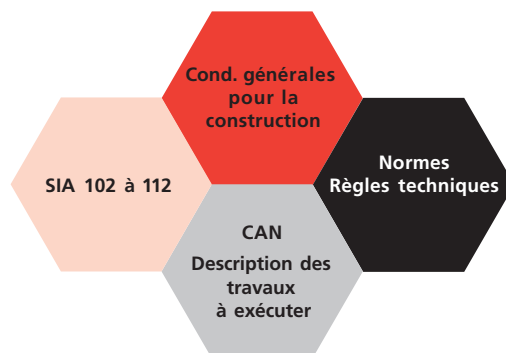 Cond. générales
pour la
construction
SIA 102 à 112
Normes
Règles techniques
CAN
Description des
travaux
à exécuter